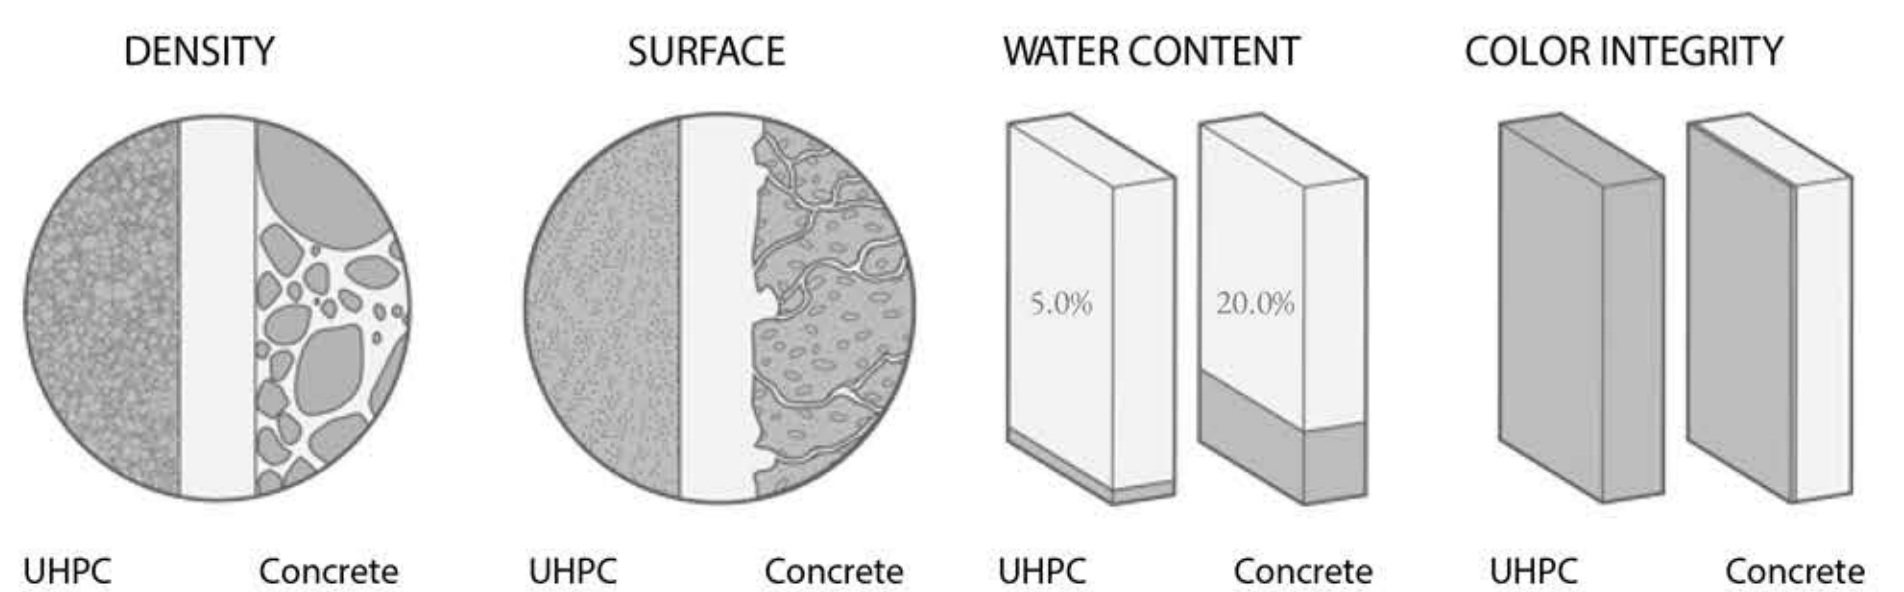 DENSITY
SURFACE
WATER CONTENT
COLOR INTEGRITY
5.0%
20.0%
UHPC
Concrete
UHPC
Concrete
UHPC
Concrete
UHPC
Concrete